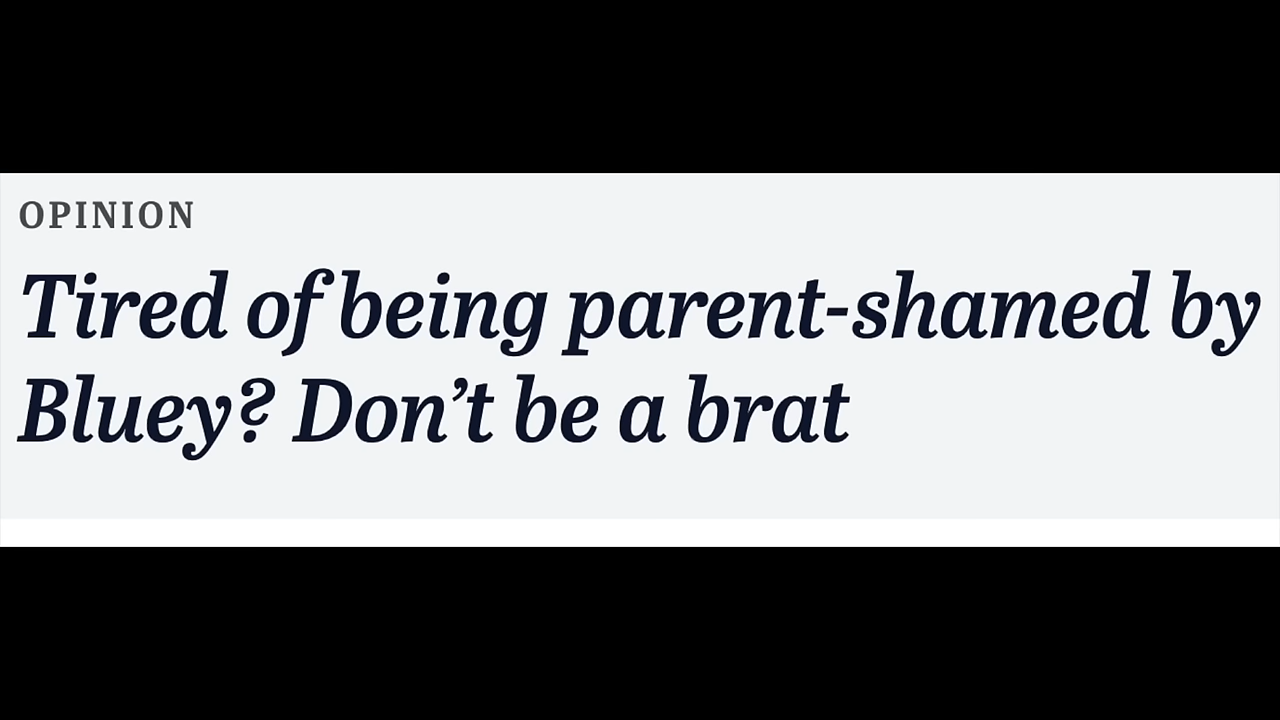 OPINION
Tired of being parent-shamed by
Bluey? Don’t be a brat